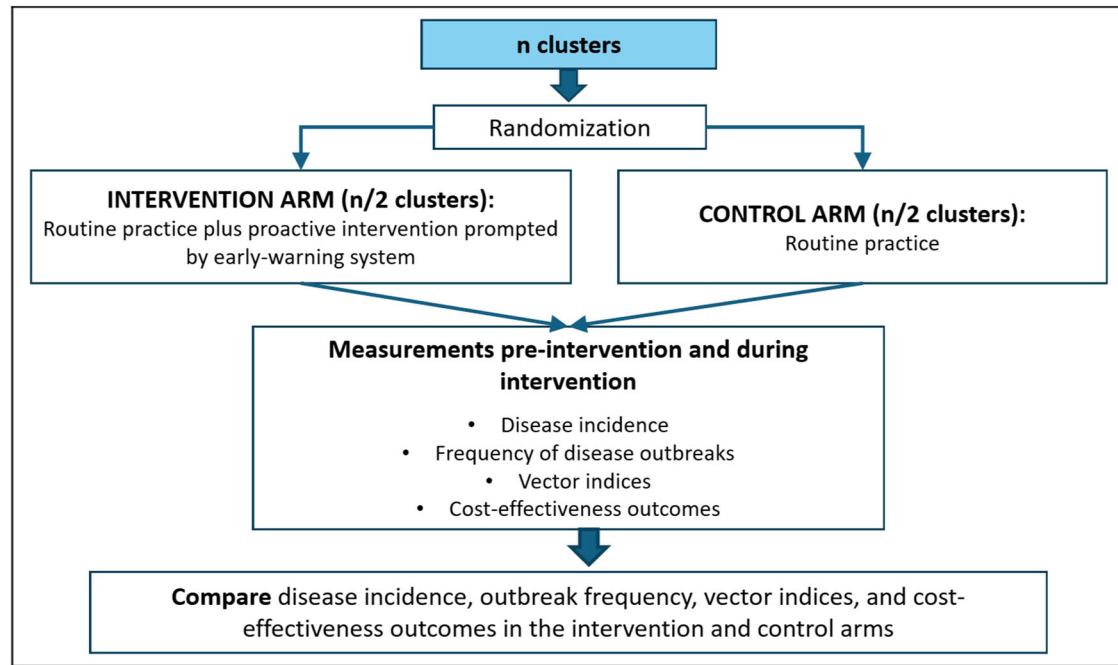 n clusters
Randomization
INTERVENTION ARM (n/2 clusters):
Routine practice plus proactive intervention prompted
by early-warning system
CONTROL ARM (n/2 clusters):
Routine practice
Measurements pre-intervention and during
intervention
• Disease incidence
• Frequency of disease outbreaks
• Vector indices
• Cost-effectiveness outcomes
Compare disease incidence, outbreak frequency, vector indices, and cost-
effectiveness outcomes in the intervention and control arms